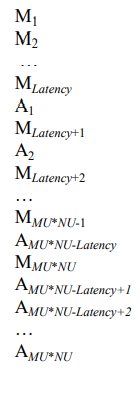 M1
M2
…
MLatency
A1
MLatency+1
A2
MLatency+2
…
MMU*NU-1
AMU*NU-Latency
MMU*NU
AMU*NU-Latency+1
AMU*NU-Latency+2
…
AMU*NU